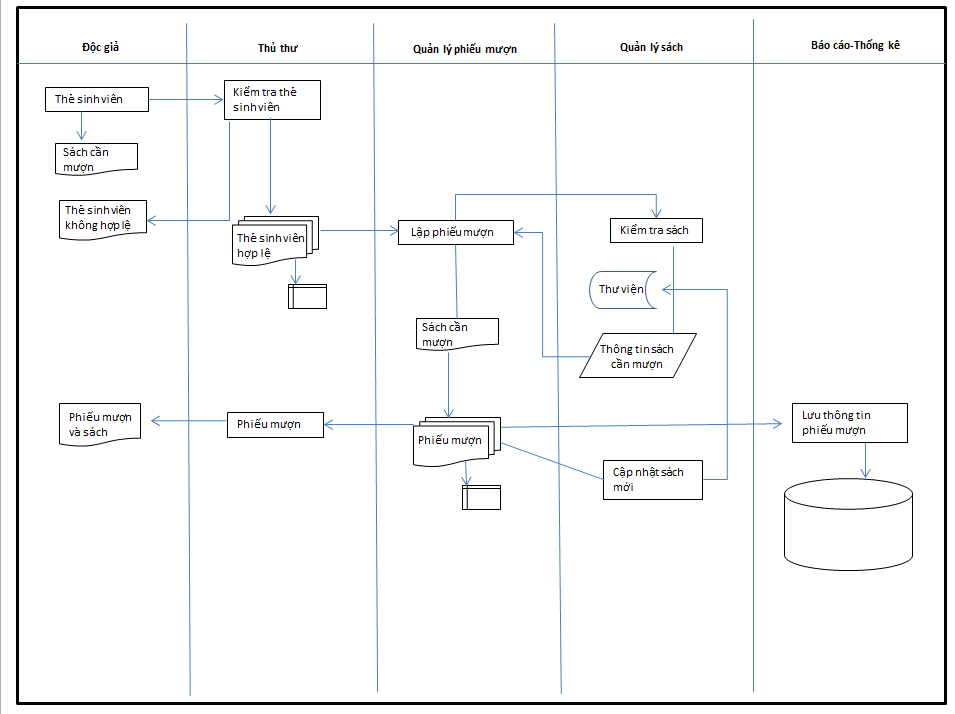 Độc giả
Thủ thư
Quản lý phiếu mượn
Quản lý sách
Báo cáo-Thống kê
Thẻ sinh viên
Kiểm tra thẻ
sinh viên
Sách cần
mượn
Thẻ sinh viên
không hợp lệ
Thẻ sinh viên
hợp lệ
Lập phiếu mượn
Kiểm tra sách
Thư viện
Sách cần
mượn
Thông tin sách
cần mượn
Phiếu mượn
và sách
Phiếu mượn
Phiếu mượn
Lưu thông tin
phiếu mượn
Cập nhật sách
mới